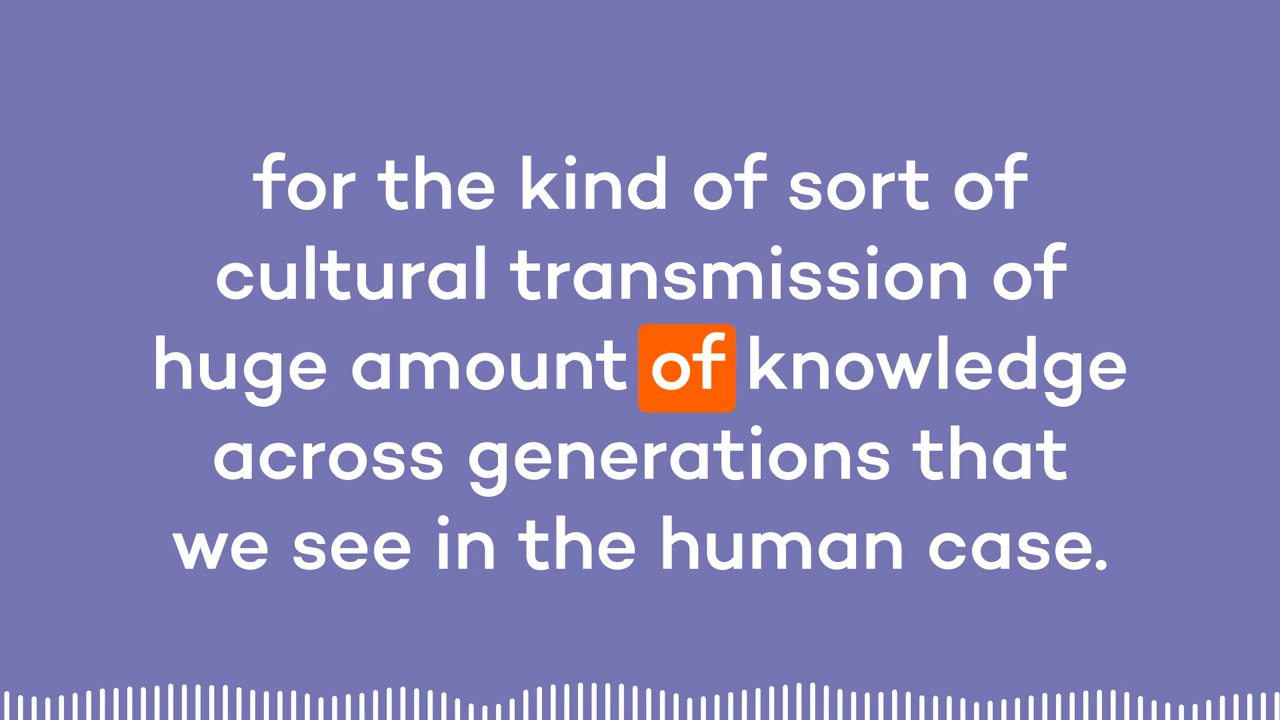 for the kind of sort of
cultural transmission of
huge amount of knowledge
across generations that
we see in the human case.